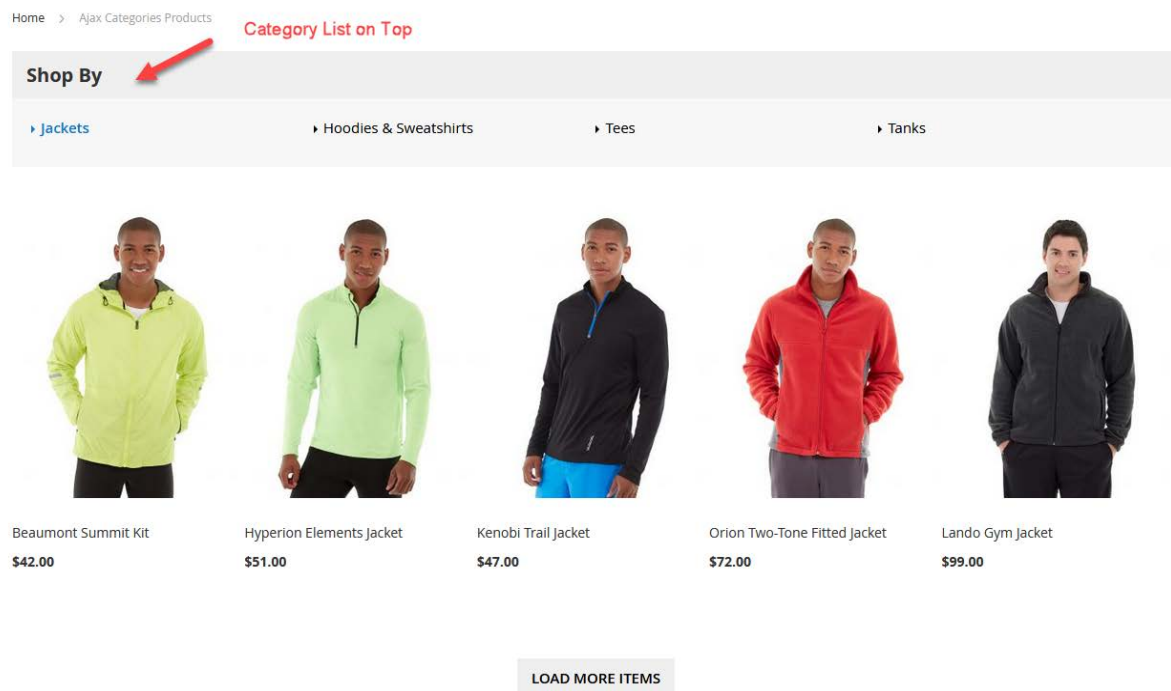 Home > Ajax Categories Products
Category List on Top
Shop By
Jackets
Hoodies & Sweatshirts
Tees
Tanks
Beaumont Summit Kit
Hyperion Elements Jacket
Kenobi Trail Jacket
Orion Two-Tone Fitted Jacket
Lando Gym Jacket
$42.00
$51.00
$47.00
$72.00
$99.00
LOAD MORE ITEMS